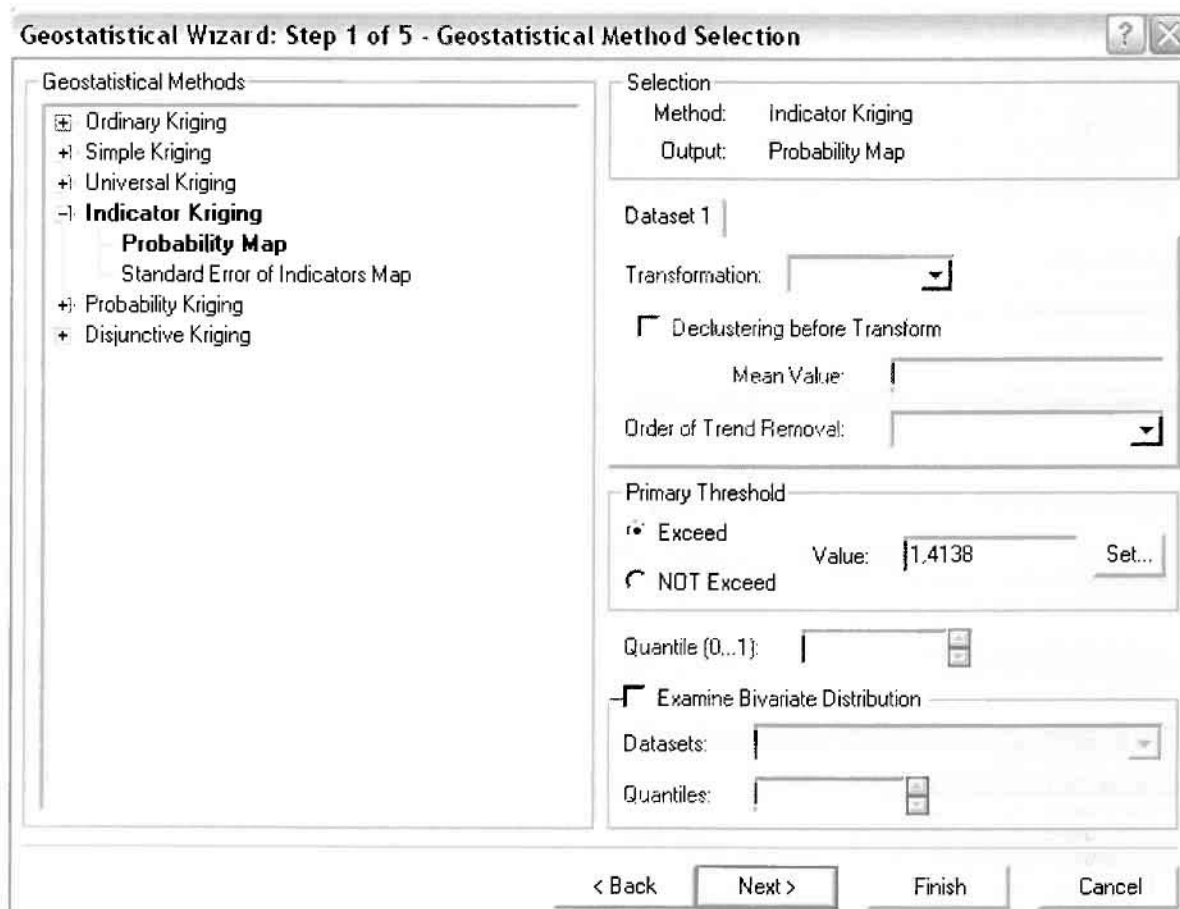 Geostatistical Wizard: Step 1 of 5 - Geostatistical Method Selection
Geostatistical Methods
Ordinary Kriging
Simple Kriging
Universal Kriging
Indicator Kriging
Probability Map
Standard Error of Indicators Map
Probability Kriging
Disjunctive Kriging
Selection
Method: Indicator Kriging
Output: Probability Map
Dataset 1
Transformation:
Declustering before Transform
Mean Value:
Order of Trend Removal:
Primary Threshold
Exceed
NOT Exceed
Value: 1,4138 Set...
Quantile (0...1):
Examine Bivariate Distribution
Datasets:
Quantiles:
< Back Next > Finish Cancel